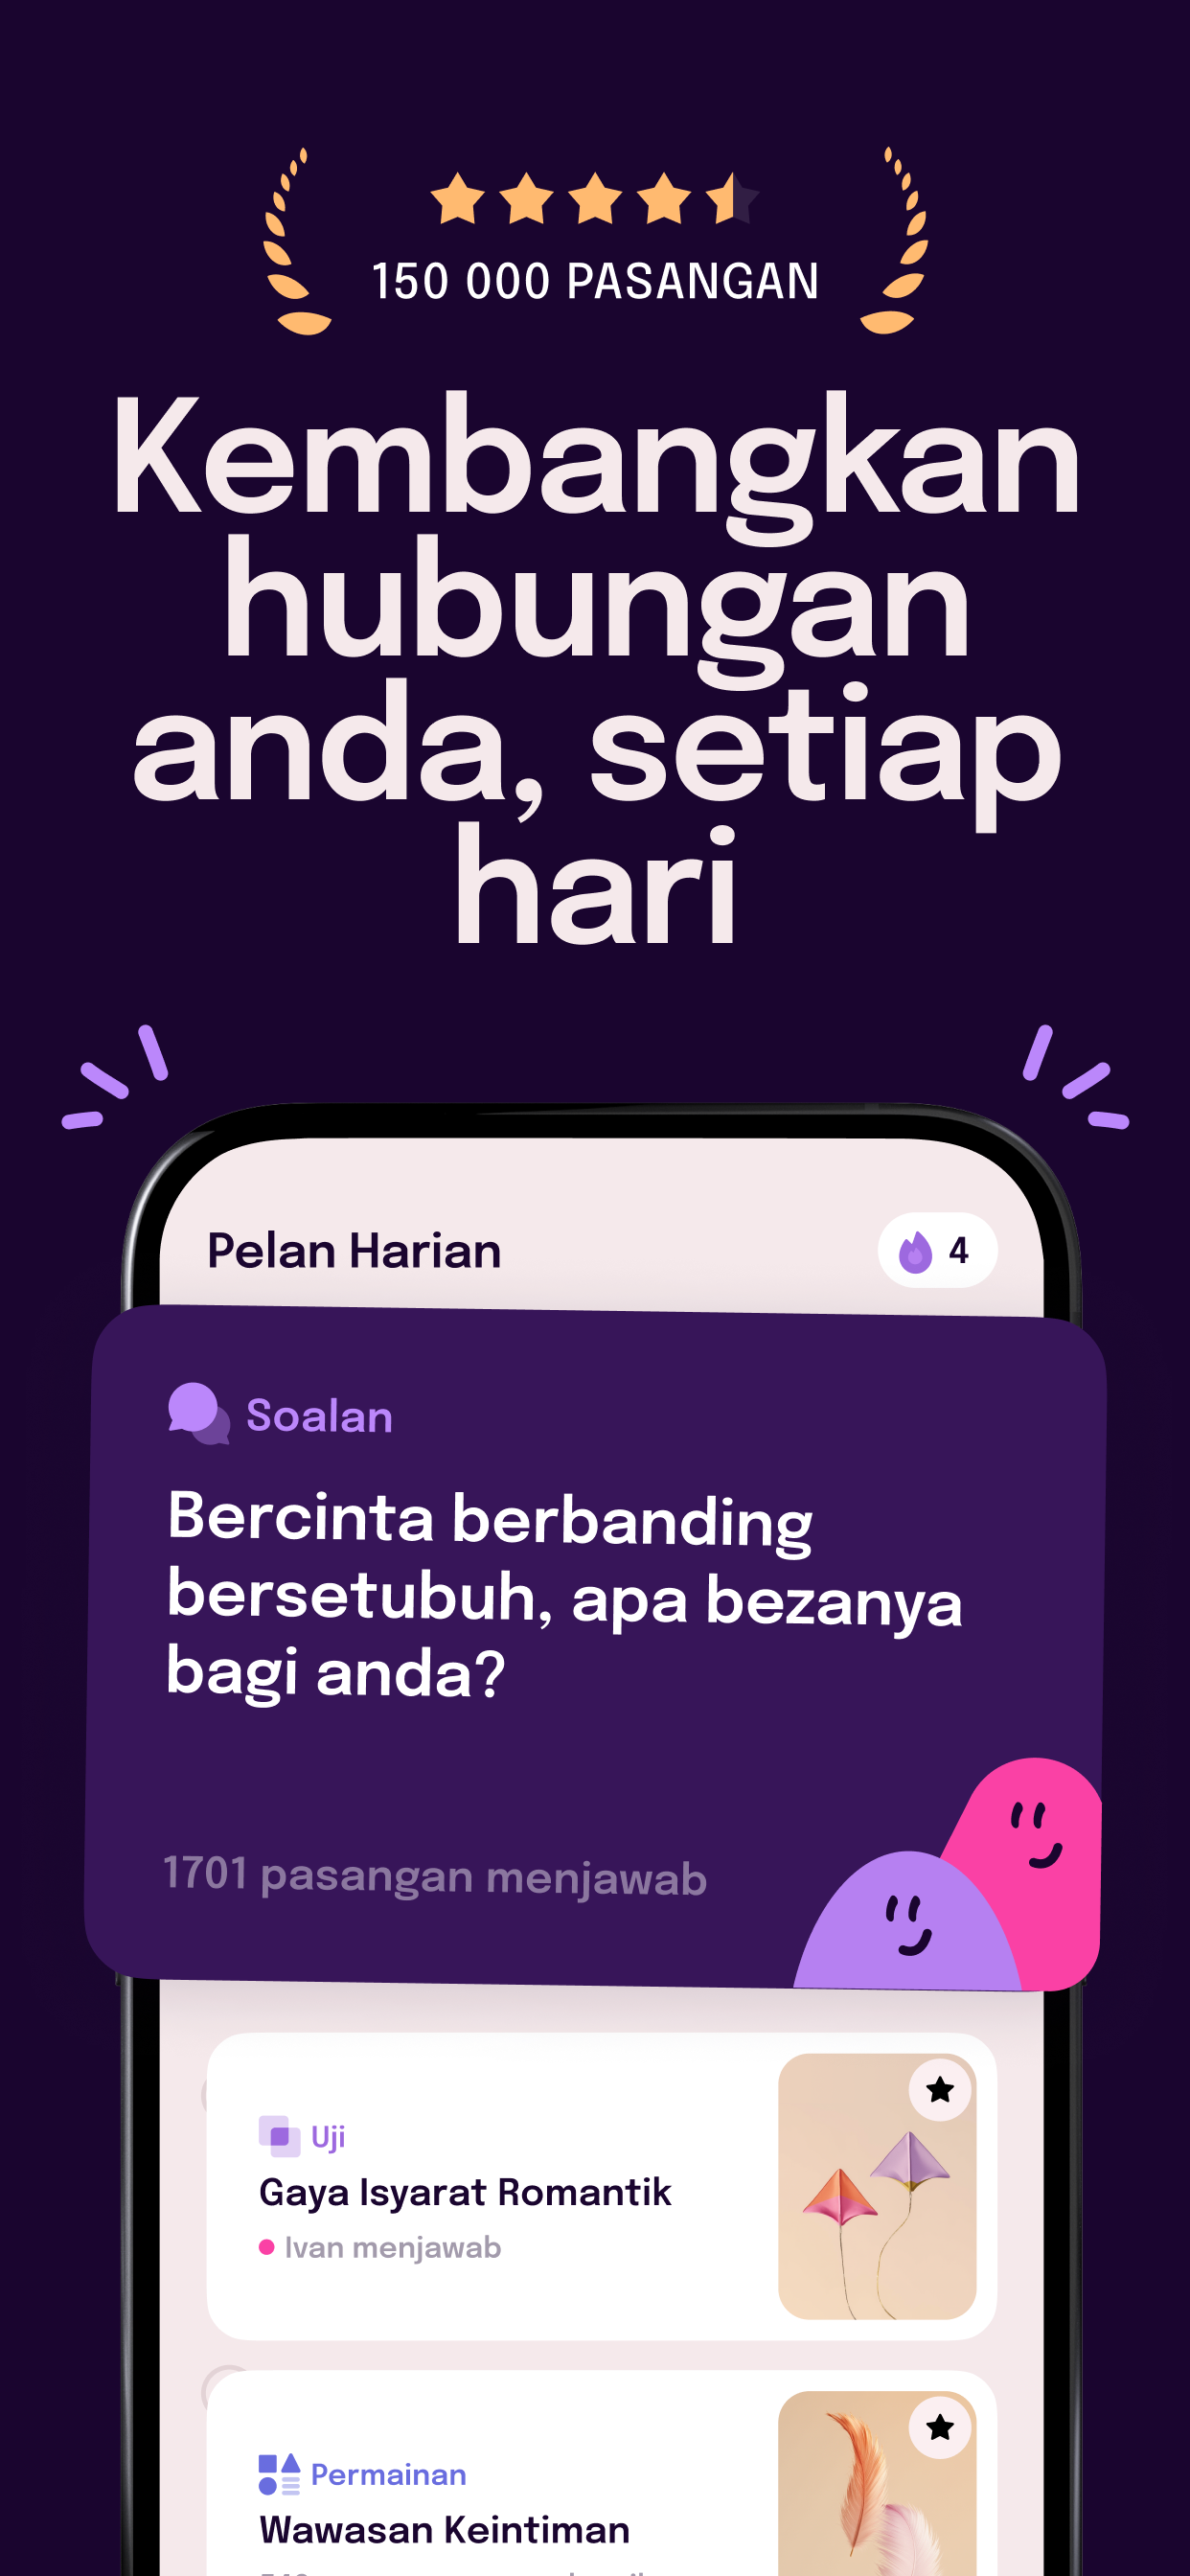 150 000 PASANGAN
Kembangkan
hubungan
anda, setiap
hari
Pelan Harian
4
Soalan
Bercinta berbanding
bersetubuh, apa bezanya
bagi anda?
1701 pasangan menjawab
Uji
Gaya Isyarat Romantik
Ivan menjawab
Permainan
Wawasan Keintiman